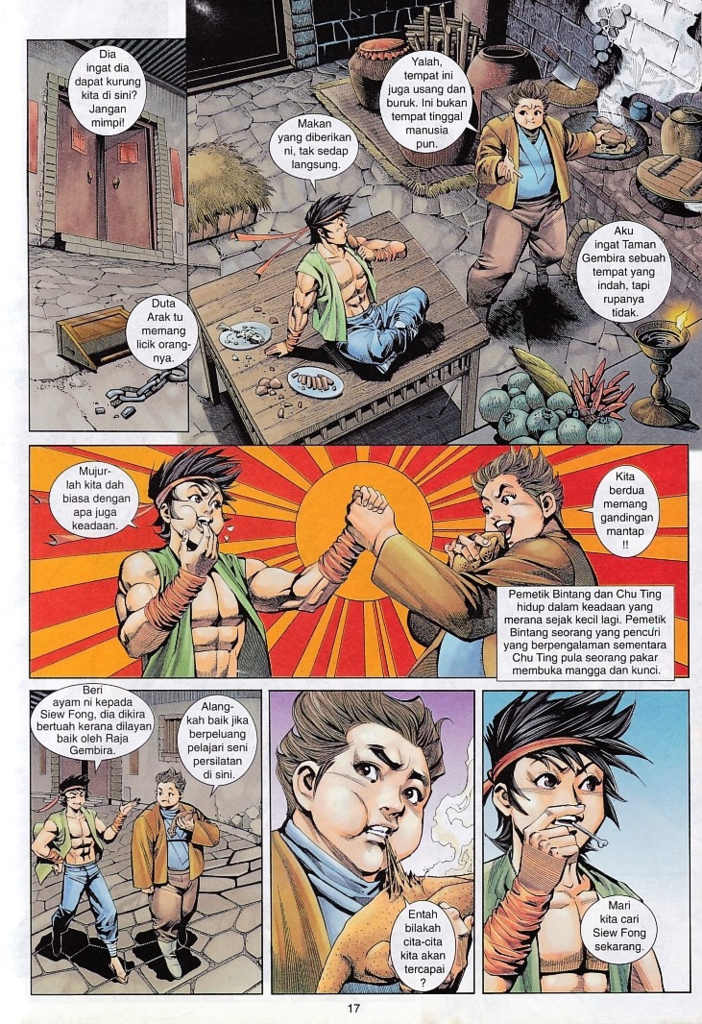 Dia
ingat dia
dapat kurung
kita di sini?
Jangan
mimpi!
Duta
Arak tu
memang
licik orang-
nya.
Makan
yang diberikan
ni, tak sedap
langsung.
Yalah,
tempat ini
juga usang dan
buruk. Ini bukan
tempat tinggal
manusia
pun.
Aku
ingat Taman
Gembira sebuah
tempat yang
indah, tapi
rupanya
tidak.
Mujur-
lah kita dah
biasa dengan
apa juga
keadaan.
Kita
berdua
memang
gandingan
mantap
!!
Pemetik Bintang dan Chu Ting
hidup dalam keadaan yang
merana sejak kecil lagi. Pemetik
Bintang seorang yang pencuri
yang berpengalaman sementara
Chu Ting pula seorang pakar
membuka mangga dan kunci.
Beri
ayam ni kepada
Siew Fong, dia dikira
bertuah kerana dilayan
baik oleh Raja
Gembira.
Alang-
kah baik jika
berpeluang
pelajari seni
persilatan
di sini.
Entah
bilakah
cita-cita
kita akan
tercapai
?
Mari
kita cari
Siew Fong
sekarang.
17